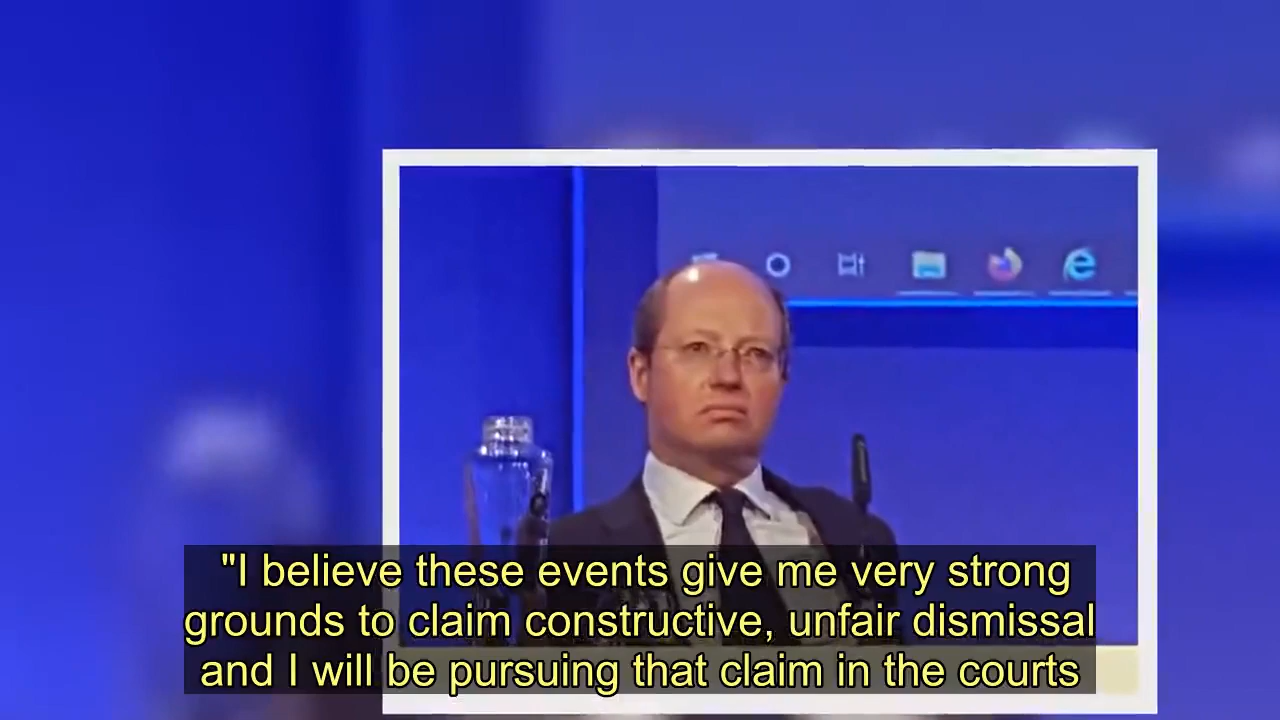 "I believe these events give me very strong
grounds to claim constructive, unfair dismissal
and I will be pursuing that claim in the courts